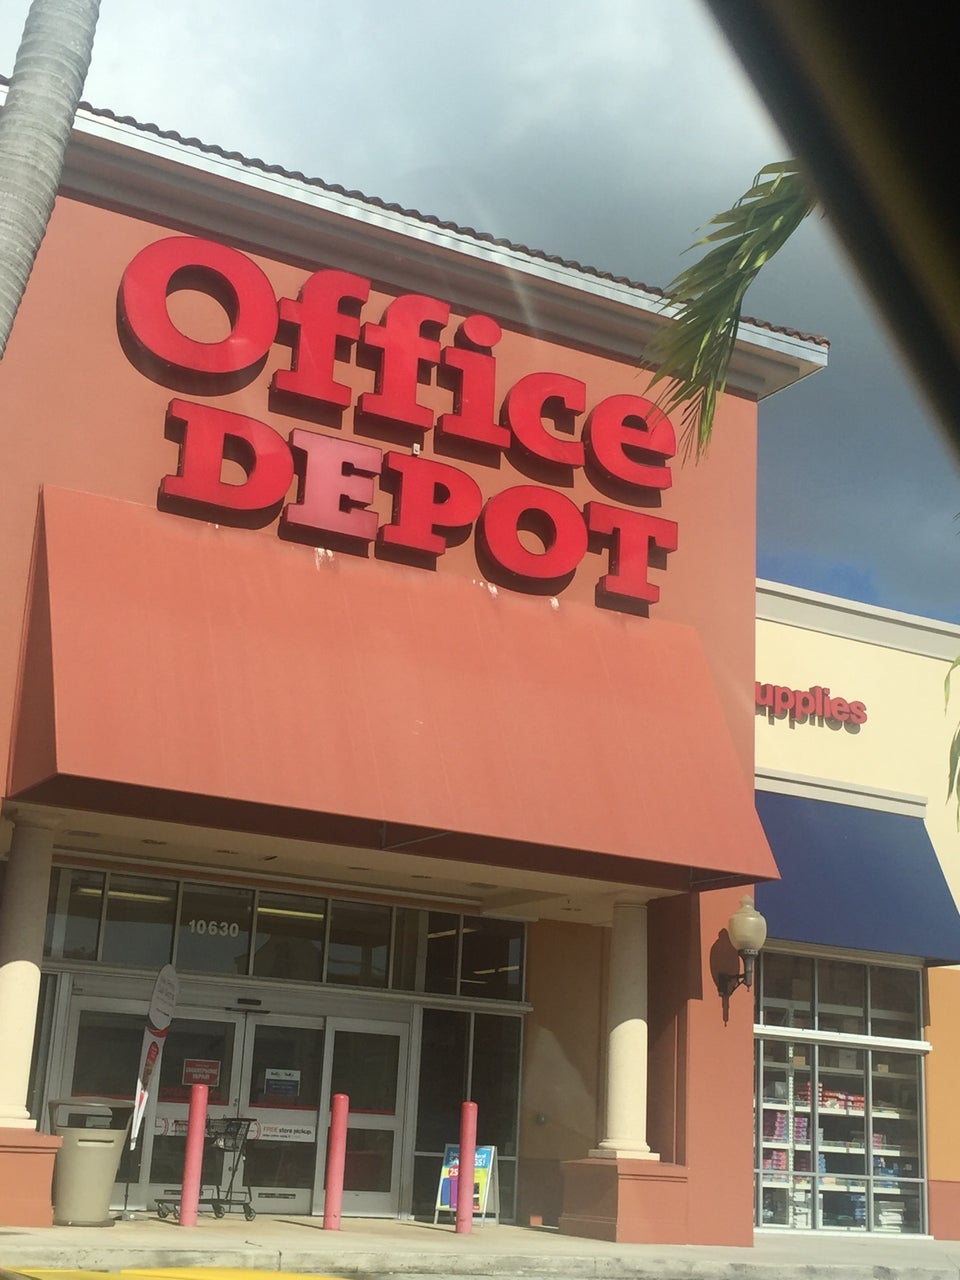 Office
DEPOT
upplies
10630
FREE store pickup.